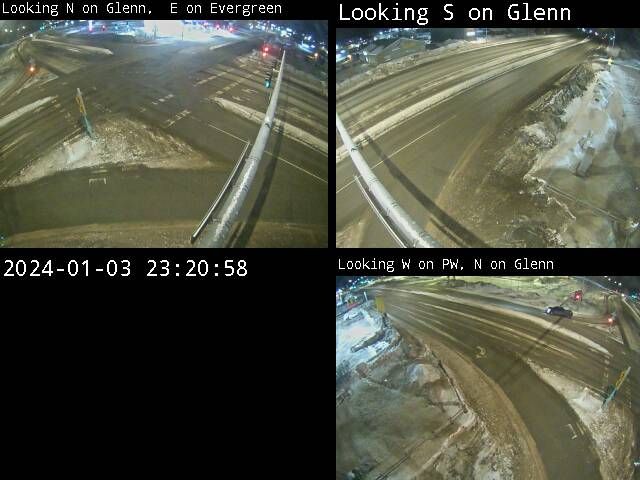 Looking N on Glenn, E on Evergreen
Looking S on Glenn
2024-01-03 23:20:58
Looking W on PW, N on Glenn